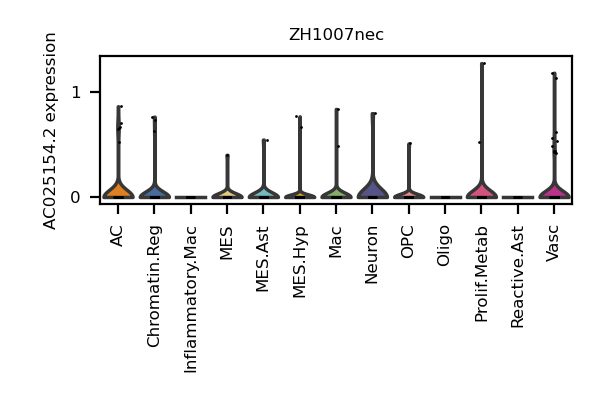 ZH1007nec
AC025154.2 expression
1
0
AC
Chromatin.Reg
Inflammatory.Mac
MES
MES.Ast
MES.Hyp
Mac
Neuron
OPC
Oligo
Prolif.Metab
Reactive.Ast
Vasc